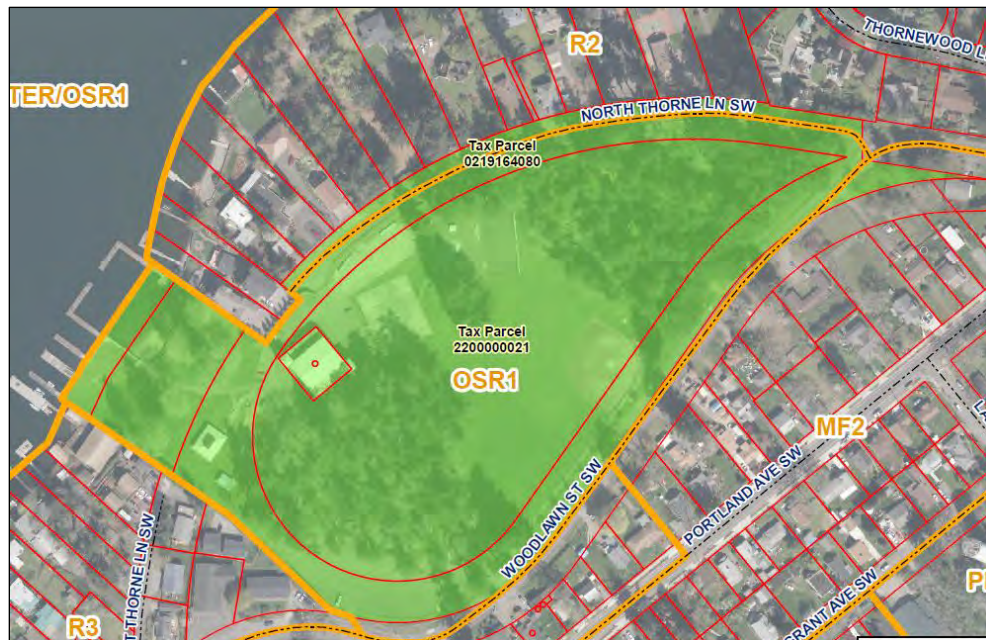 R2
THORNEWOOD L
TER/OSR1
NORTH THORNE LN SW
Tax Parcel
0219164080
Tax Parcel
2200000021
OSR1
MF2
PORTLAND AVE SW
WOODLAWN ST SW
LA
T THORNE LN SW
R3
GRANT AVE SW
P